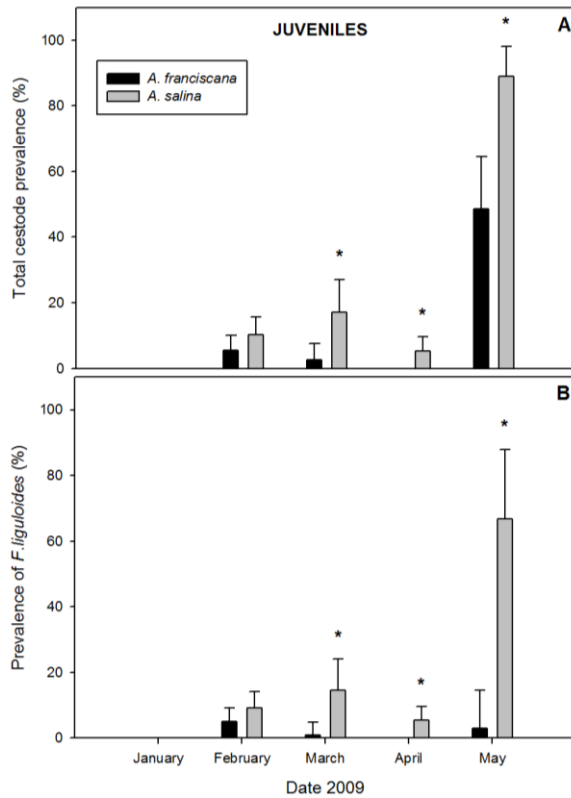 JUVENILES
A
A. franciscana
A. salina
Total cestode prevalence (%)
100
80
60
40
20
0
*
*
*
B
Prevalence of F.liguloides (%)
100
80
60
40
20
0
*
*
*
January February March April May
Date 2009